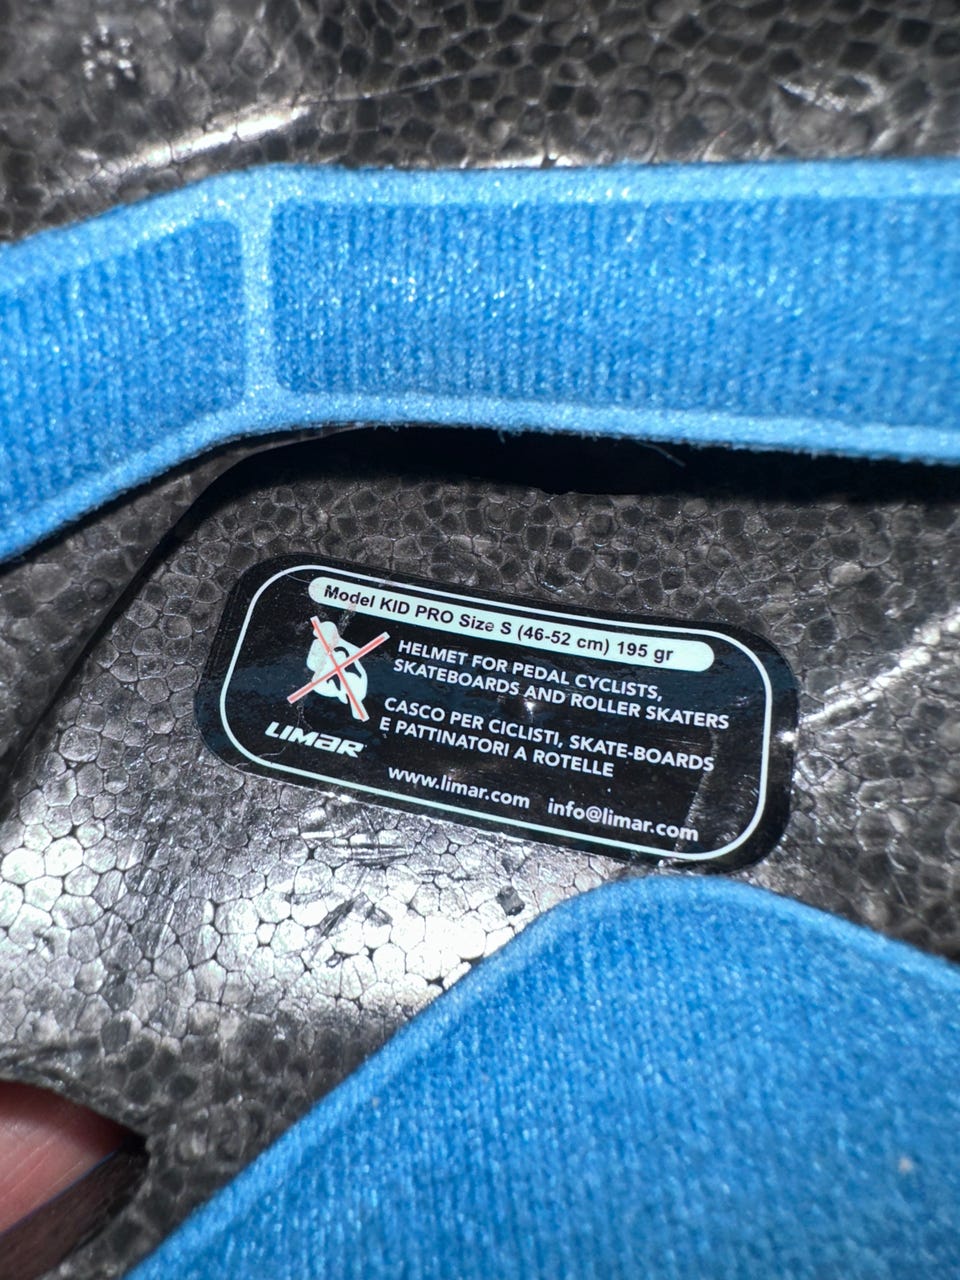 Model KID PRO Size S (46-52 cm) 195 gr
HELMET FOR PEDAL CYCLISTS,
SKATEBOARDS AND ROLLER SKATERS
CASCO PER CICLISTI, SKATE-BOARDS
E PATTINATORI A ROTELLE
LIMAR
www.limar.com info@limar.com